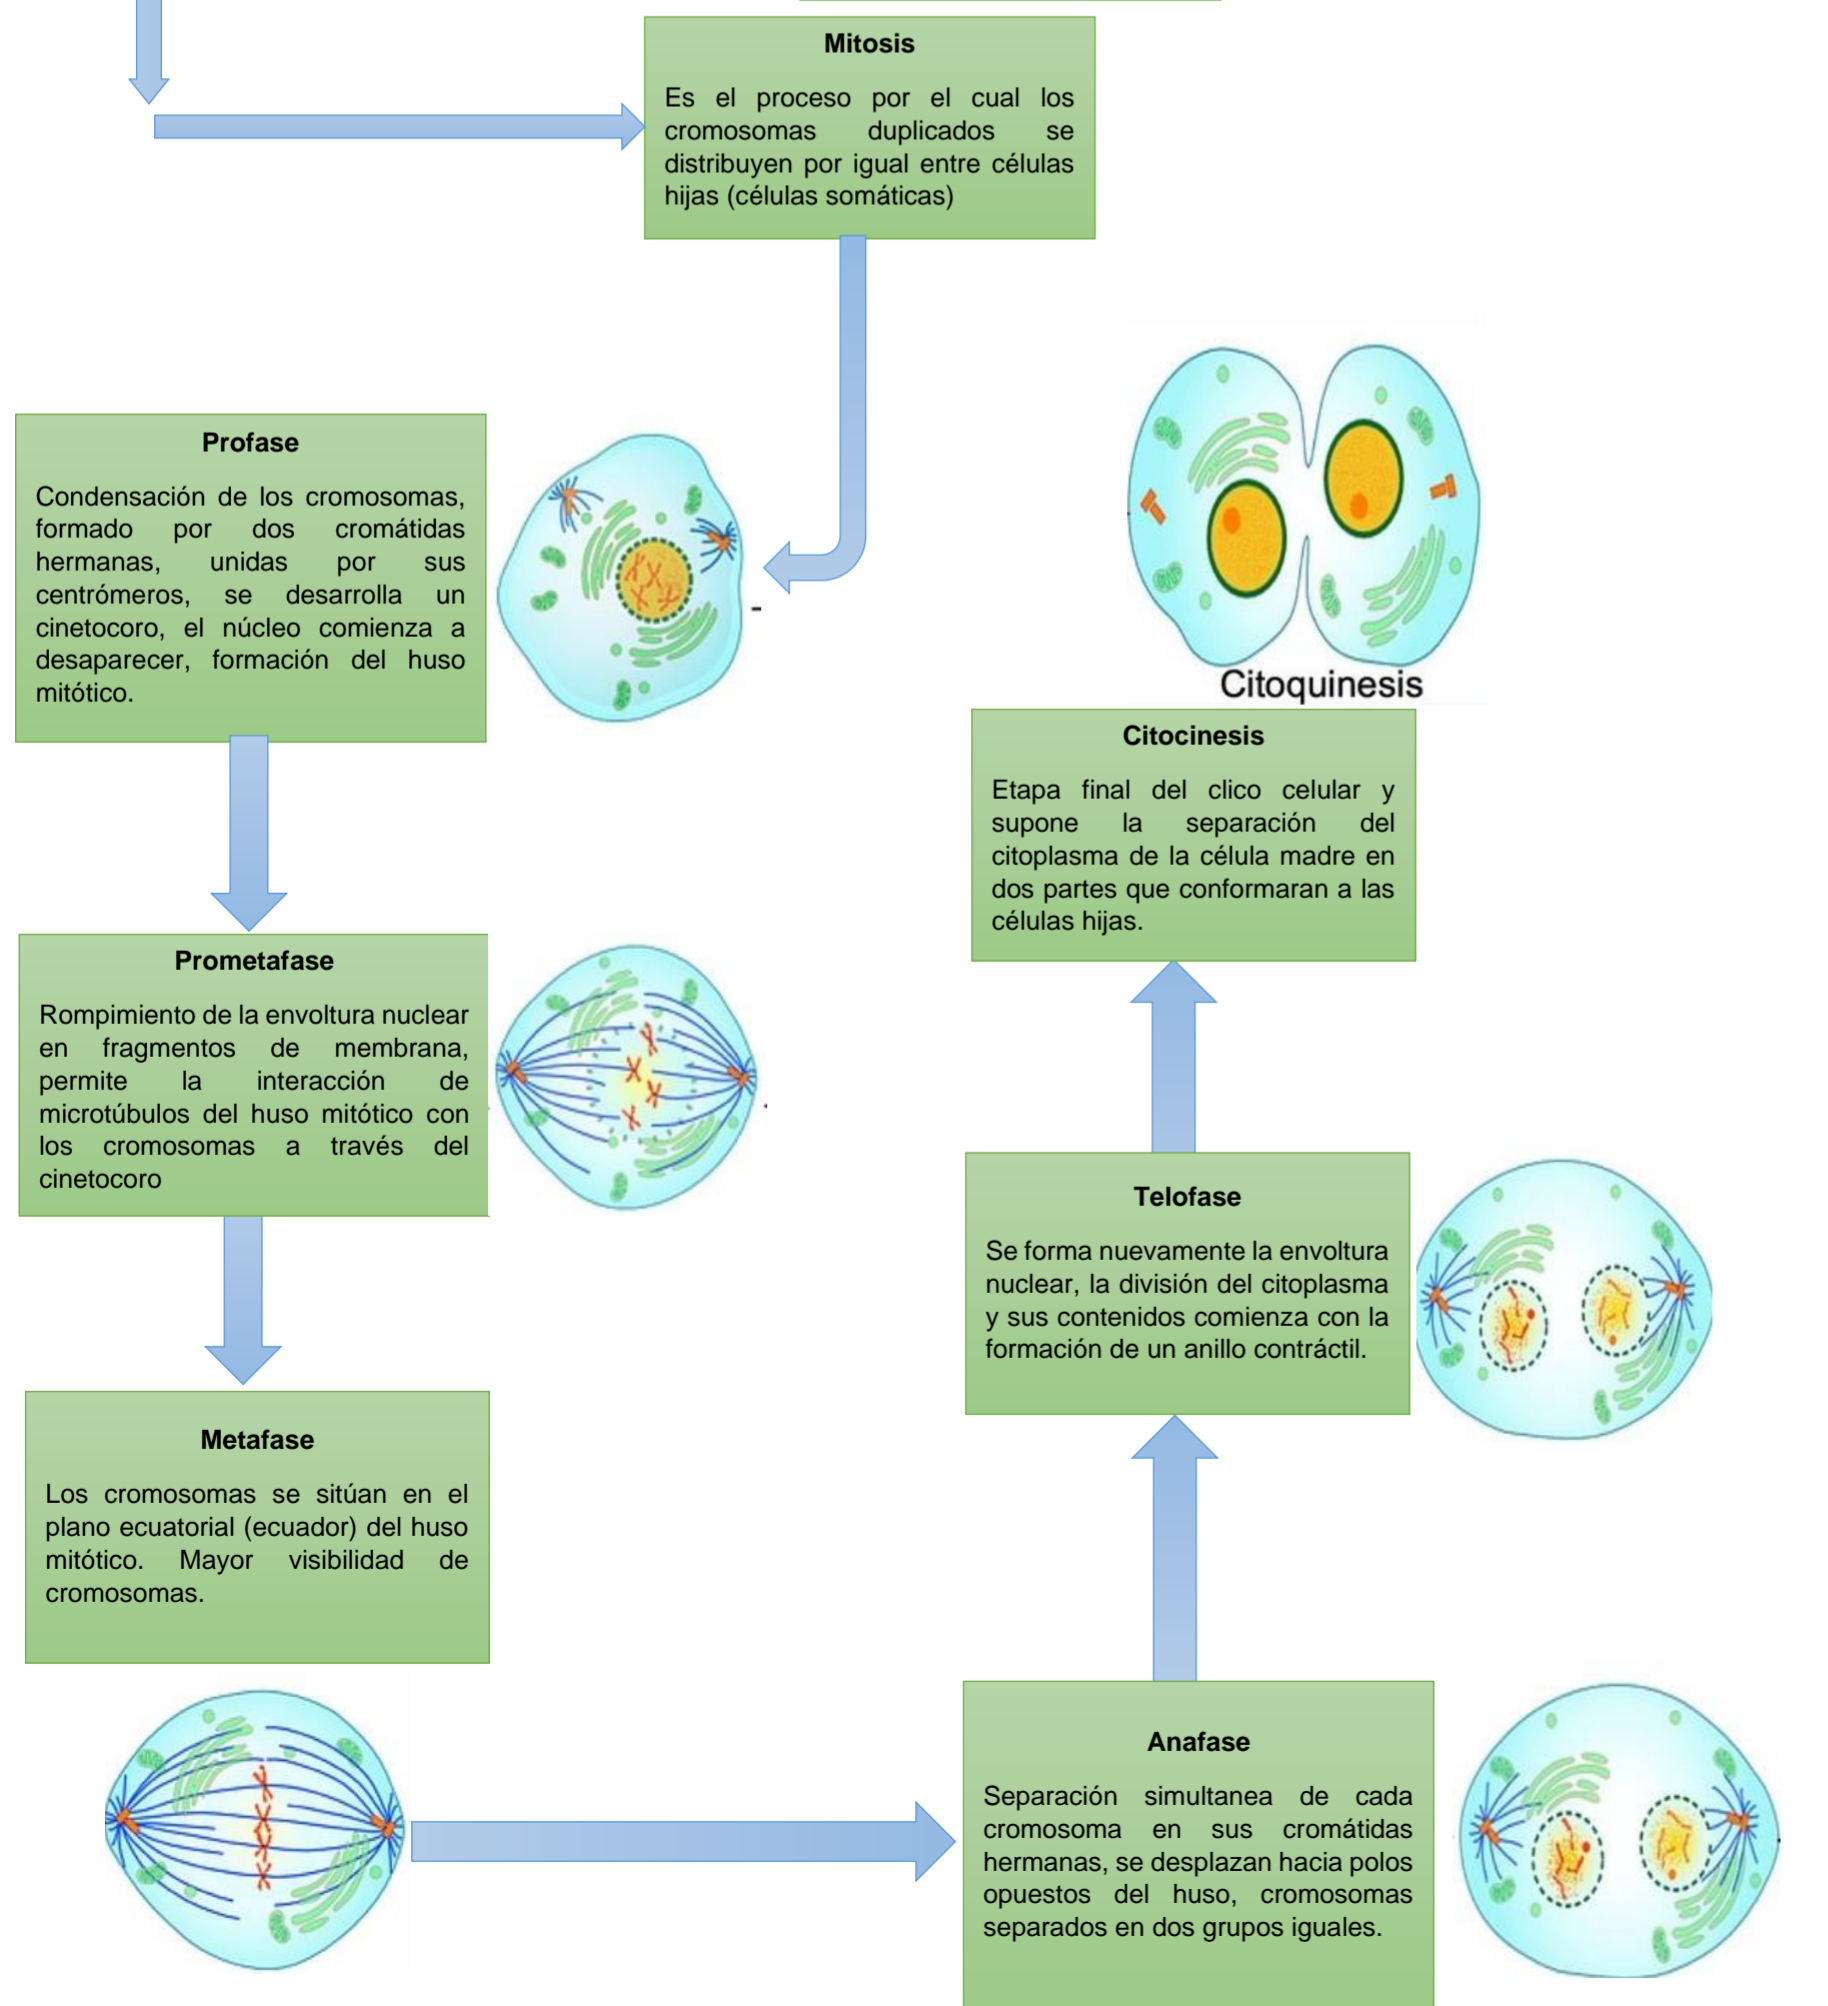 Mitosis
Es el proceso por el cual los
cromosomas duplicados se
distribuyen por igual entre células
hijas (células somáticas)
Profase
Condensación de los cromosomas,
formado por dos cromátidas
hermanas, unidas por sus
centrómeros, se desarrolla un
cinetocoro, el núcleo comienza a
desaparecer, formación del huso
mitótico.
Prometafase
Rompimiento de la envoltura nuclear
en fragmentos de membrana,
permite la interacción de
microtúbulos del huso mitótico con
los cromosomas a través del
cinetocoro
Metafase
Los cromosomas se sitúan en el
plano ecuatorial (ecuador) del huso
mitótico. Mayor visibilidad de
cromosomas.
Anafase
Separación simultanea de cada
cromosoma en sus cromátidas
hermanas, se desplazan hacia polos
opuestos del huso, cromosomas
separados en dos grupos iguales.
Telofase
Se forma nuevamente la envoltura
nuclear, la división del citoplasma
y sus contenidos comienza con la
formación de un anillo contráctil.
Citoquinesis
Citocinesis
Etapa final del clico celular y
supone la separación del
citoplasma de la célula madre en
dos partes que conformaran a las
células hijas.